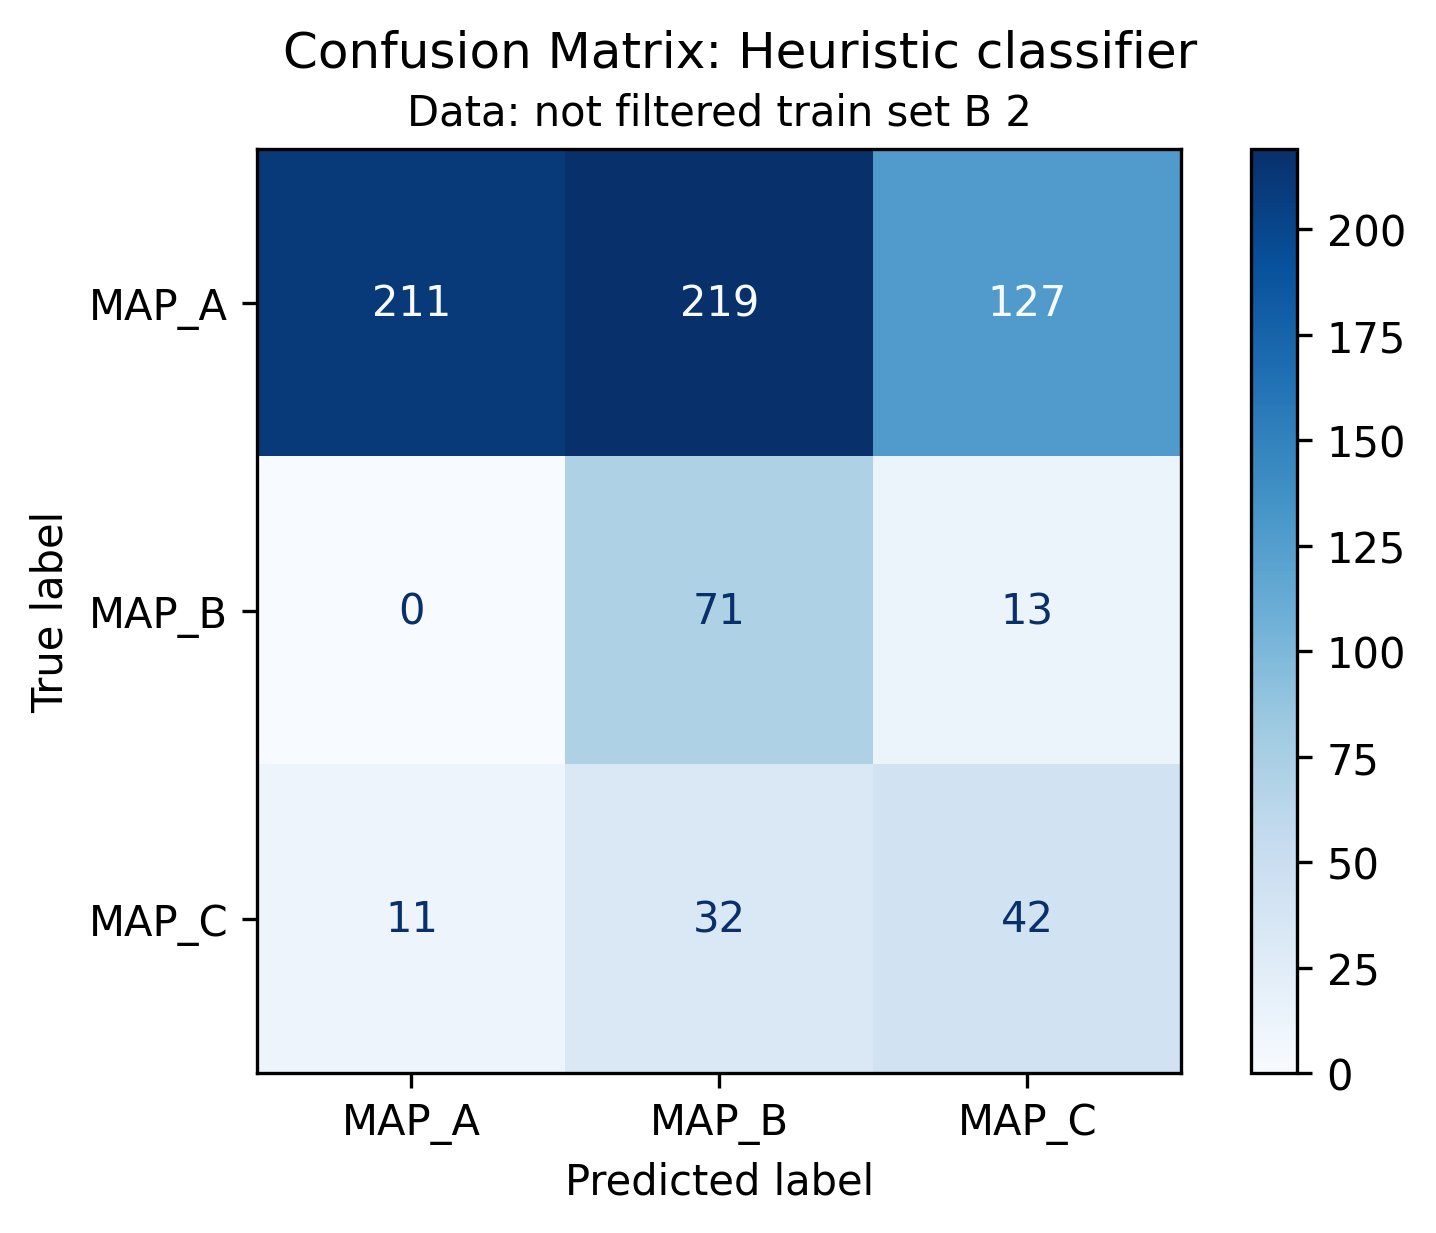 Confusion Matrix: Heuristic classifier
Data: not filtered train set B 2
True label
MAP_A 211 219 127
MAP_B 0 71 13
MAP_C 11 32 42
MAP_A MAP_B MAP_C
Predicted label
200
175
150
125
100
75
50
25
0